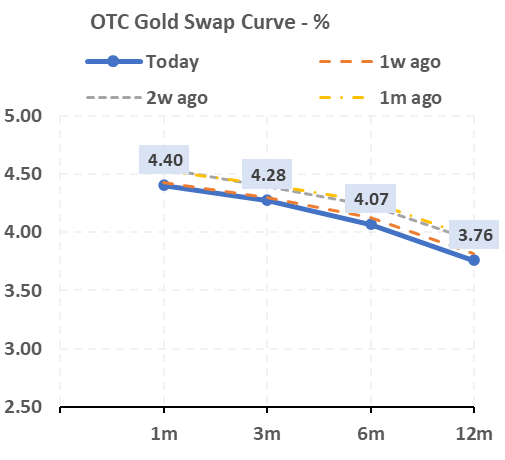 OTC Gold Swap Curve - %
Today
1w ago
2w ago
1m ago
5.00
4.50
4.00
3.50
3.00
2.50
4.40
4.28
4.07
3.76
1m
3m
6m
12m